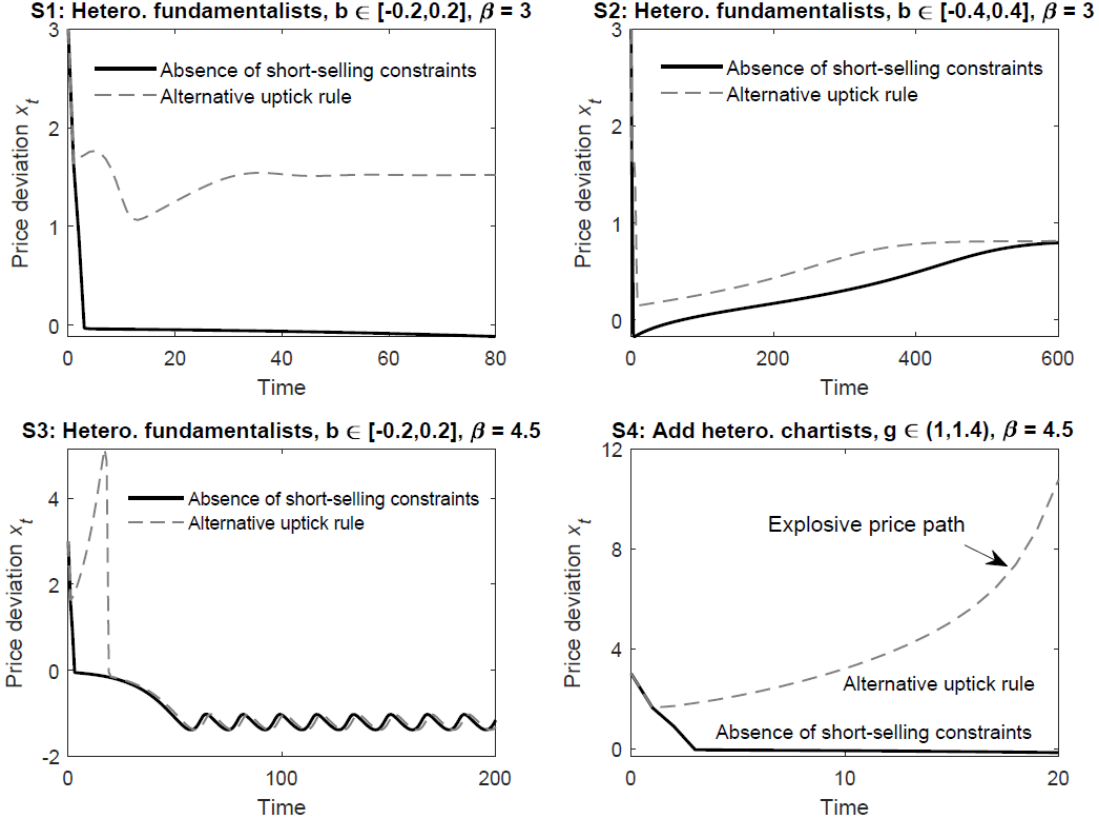 S1: Hetero. fundamentalists, b ∈ [-0.2,0.2], β = 3
3
2
1
0
Price deviation x_t
Absence of short-selling constraints
Alternative uptick rule
0 20 40 60 80
Time
S2: Hetero. fundamentalists, b ∈ [-0.4,0.4], β = 3
3
2
1
0
Price deviation x_t
Absence of short-selling constraints
Alternative uptick rule
0 200 400 600
Time
S3: Hetero. fundamentalists, b ∈ [-0.2,0.2], β = 4.5
4
2
0
-2
Price deviation x_t
Absence of short-selling constraints
Alternative uptick rule
0 100 200
Time
S4: Add hetero. chartists, g ∈ (1,1.4), β = 4.5
12
8
4
0
Price deviation x_t
Explosive price path
Alternative uptick rule
Absence of short-selling constraints
0 10 20
Time